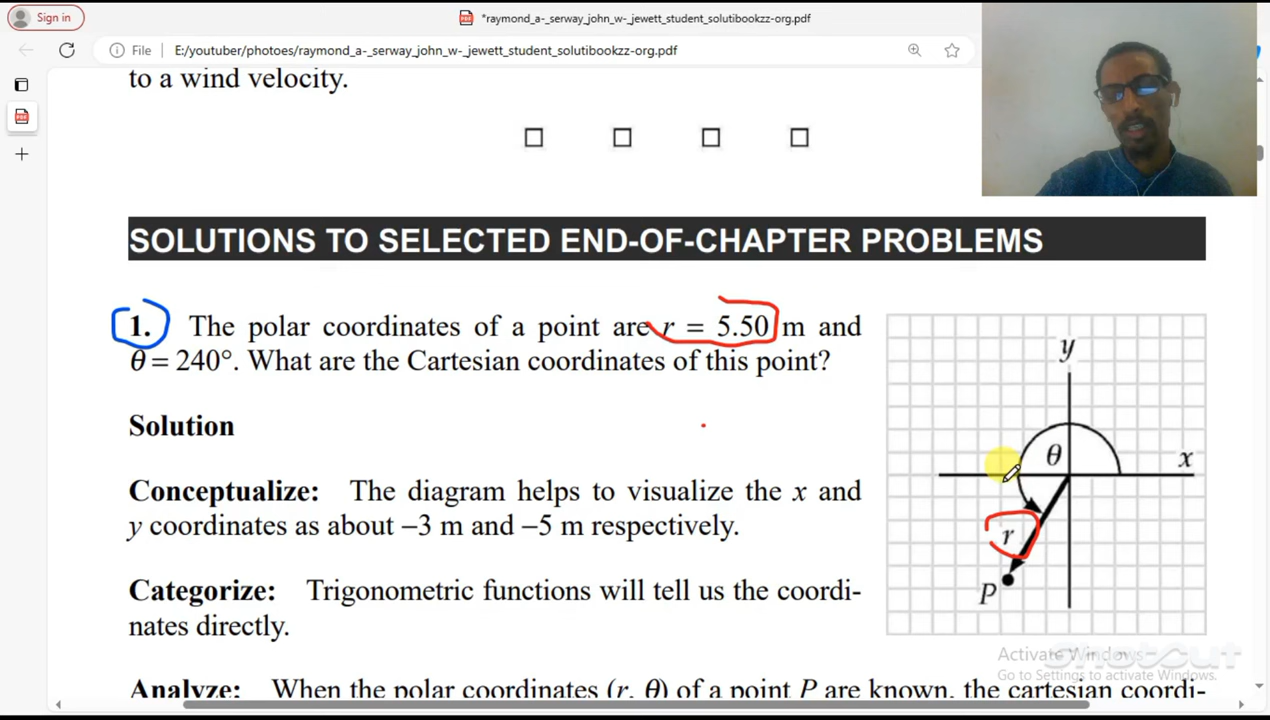 Sign in
*raymond_a-_serway_john_w-_jewett_student_solutibookzz-org.pdf
File
E:/youtuber/photoes/raymond_a-_serway_john_w-_jewett_student_solutibookzz-org.pdf
to a wind velocity.
SOLUTIONS TO SELECTED END-OF-CHAPTER PROBLEMS
1. The polar coordinates of a point are r = 5.50 m and
θ = 240°. What are the Cartesian coordinates of this point?
Solution
Conceptualize: The diagram helps to visualize the x and
y coordinates as about −3 m and −5 m respectively.
Categorize: Trigonometric functions will tell us the coordi-
nates directly.
Analyze: When the polar coordinates (r, θ) of a point P are known, the cartesian coordi-
y
θ
x
r
P
Activate Windows
Go to Settings to activate Windows.
shotcut